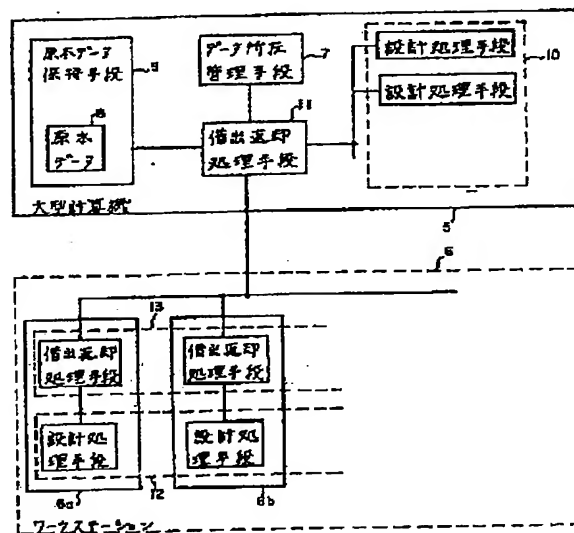 原本データ
保持手段
9
8
原本
データ
データ所在
管理手段
7
11
借出返却
処理手段
設計処理手段
設計処理手段
10
大型計算機
5
6
13
借出返却
処理手段
借出返却
処理手段
設計処
理手段
設計処
理手段
12
6a
6b
ワークステーション